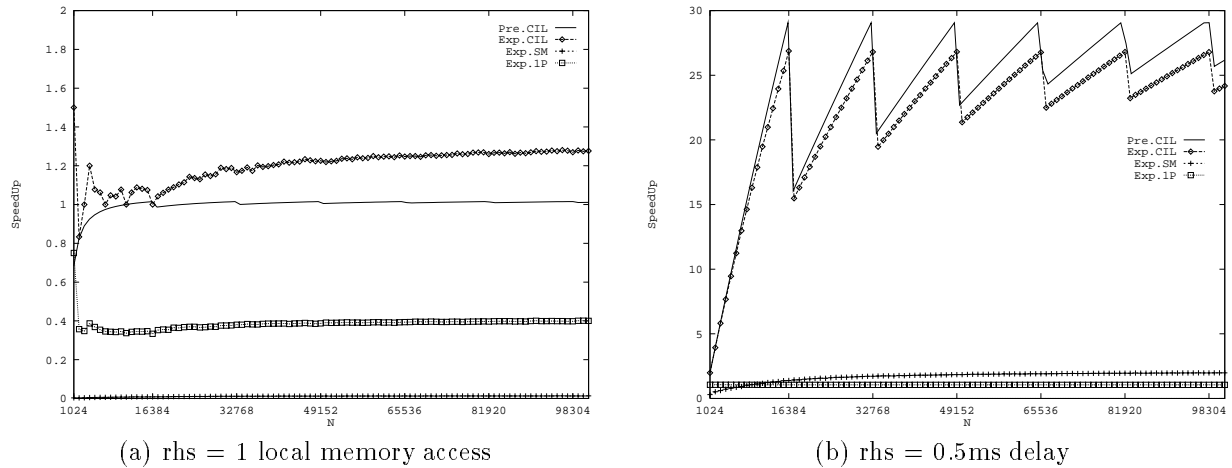 2
1.8
1.6
1.4
1.2
1
0.8
0.6
0.4
0.2
0
SpeedUp
Pre.CIL
Exp.CIL
Exp.SM
Exp.1P
1024 16384 32768 49152 65536 81920 98304
N
(a) rhs = 1 local memory access
30
25
20
15
10
5
0
SpeedUp
Pre.CIL
Exp.CIL
Exp.SM
Exp.1P
1024 16384 32768 49152 65536 81920 98304
N
(b) rhs = 0.5ms delay